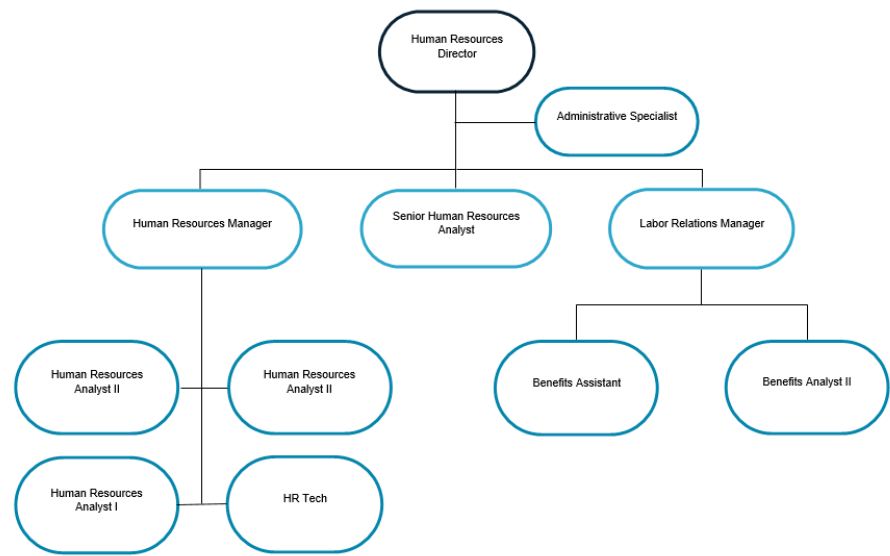 Human Resources
Director
Administrative Specialist
Human Resources Manager
Senior Human Resources
Analyst
Labor Relations Manager
Human Resources
Analyst II
Human Resources
Analyst II
Benefits Assistant
Benefits Analyst II
Human Resources
Analyst I
HR Tech